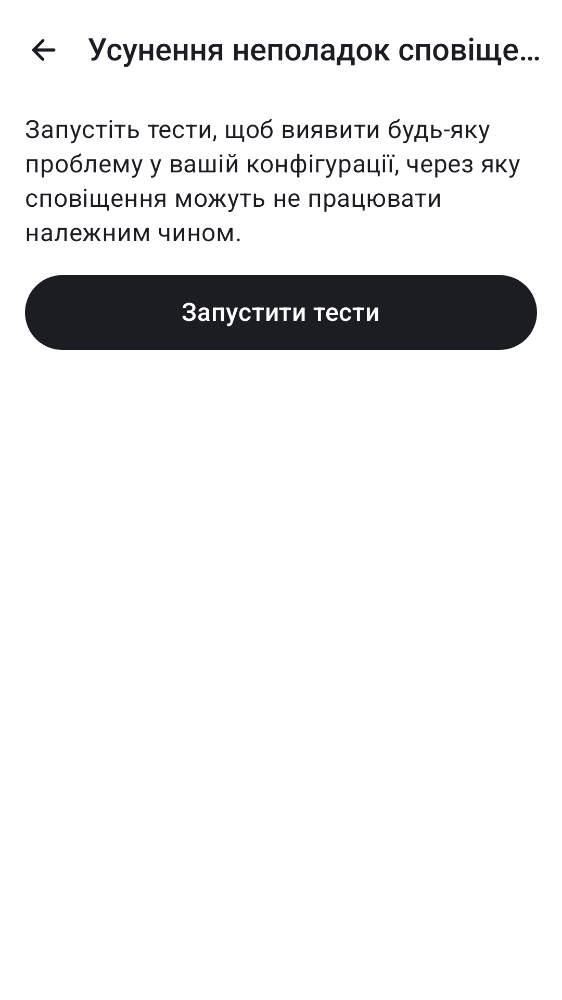 Усунення неполадок сповіще...
Запустіть тести, щоб виявити будь-яку
проблему у вашій конфігурації, через яку
сповіщення можуть не працювати
належним чином.
Запустити тести